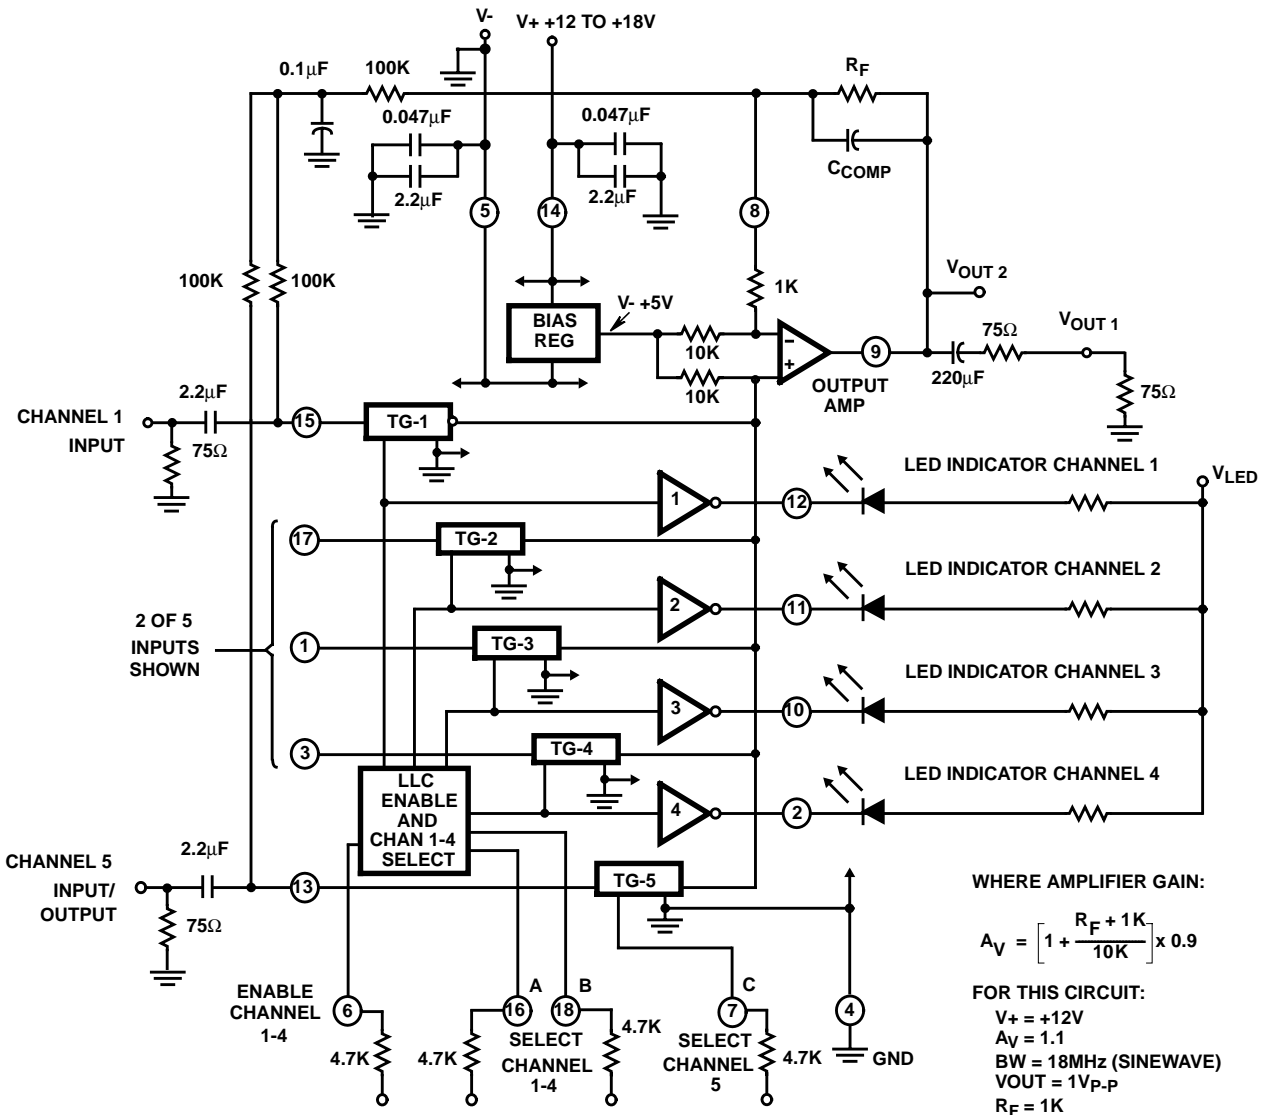 V-
V+ +12 TO +18V
0.1µF
100K
RF
0.047µF
0.047µF
CCOMP
2.2µF
2.2µF
5
14
8
100K
100K
1K
VOUT 2
V- +5V
BIAS
REG
75Ω
VOUT 1
10K
-
+
9
10K
OUTPUT
AMP
220µF
75Ω
2.2µF
CHANNEL 1
INPUT
15
TG-1
75Ω
LED INDICATOR CHANNEL 1
VLED
1
12
17
TG-2
LED INDICATOR CHANNEL 2
2
11
2 OF 5
INPUTS
SHOWN
1
TG-3
LED INDICATOR CHANNEL 3
3
10
3
TG-4
LED INDICATOR CHANNEL 4
LLC
ENABLE
AND
CHAN 1-4
SELECT
4
2
2.2µF
CHANNEL 5
INPUT/
OUTPUT
13
TG-5
75Ω
WHERE AMPLIFIER GAIN:
AV = [1 + (RF + 1K)/10K] x 0.9
ENABLE
CHANNEL
1-4
6
A
16
B
18
C
7
4
SELECT
CHANNEL
1-4
SELECT
CHANNEL
5
4.7K
4.7K
4.7K
4.7K
GND
FOR THIS CIRCUIT:
V+ = +12V
AV = 1.1
BW = 18MHz (SINEWAVE)
VOUT = 1VP-P
RF = 1K